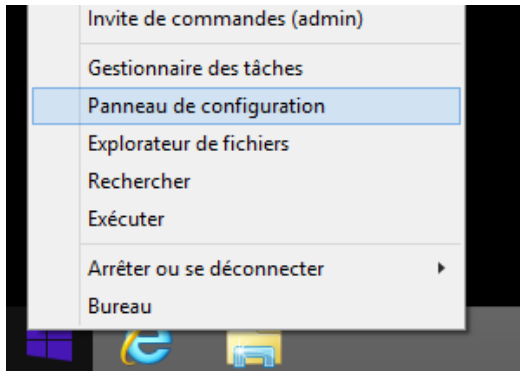 Invite de commandes (admin)
Gestionnaire des tâches
Panneau de configuration
Explorateur de fichiers
Rechercher
Exécuter
Arrêter ou se déconnecter
Bureau